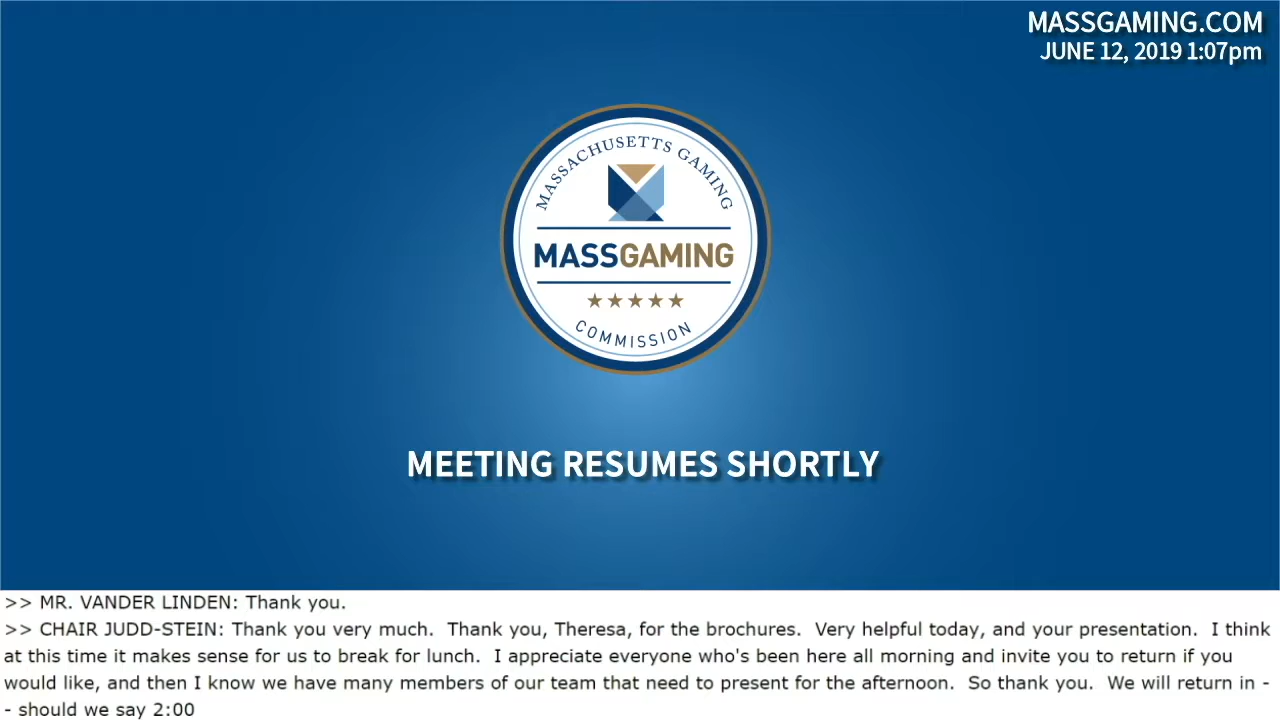 MASSGAMING.COM
JUNE 12, 2019 1:07pm
MASSACHUSETTS GAMING
MASSGAMING
COMMISSION
MEETING RESUMES SHORTLY
>> MR. VANDER LINDEN: Thank you.
>> CHAIR JUDD-STEIN: Thank you very much.  Thank you, Theresa, for the brochures.  Very helpful today, and your presentation.  I think
at this time it makes sense for us to break for lunch.  I appreciate everyone who's been here all morning and invite you to return if you
would like, and then I know we have many members of our team that need to present for the afternoon.  So thank you.  We will return in -
- should we say 2:00